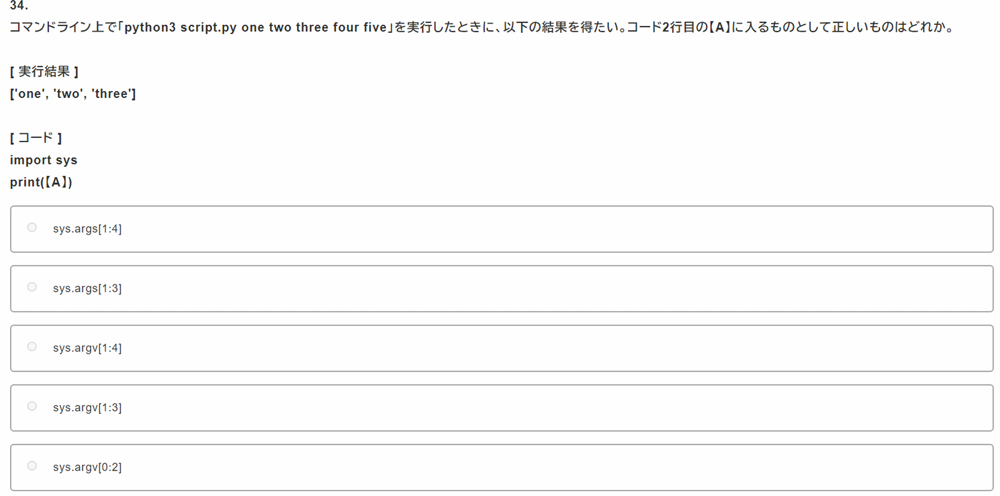 34.
コマンドライン上で「python3 script.py one two three four five」を実行したときに、以下の結果を得たい。コード2行目の【A】に入るものとして正しいものはどれか。
[ 実行結果 ]
['one', 'two', 'three']
[ コード ]
import sys
print(【A】)
sys.args[1:4]
sys.args[1:3]
sys.argv[1:4]
sys.argv[1:3]
sys.argv[0:2]